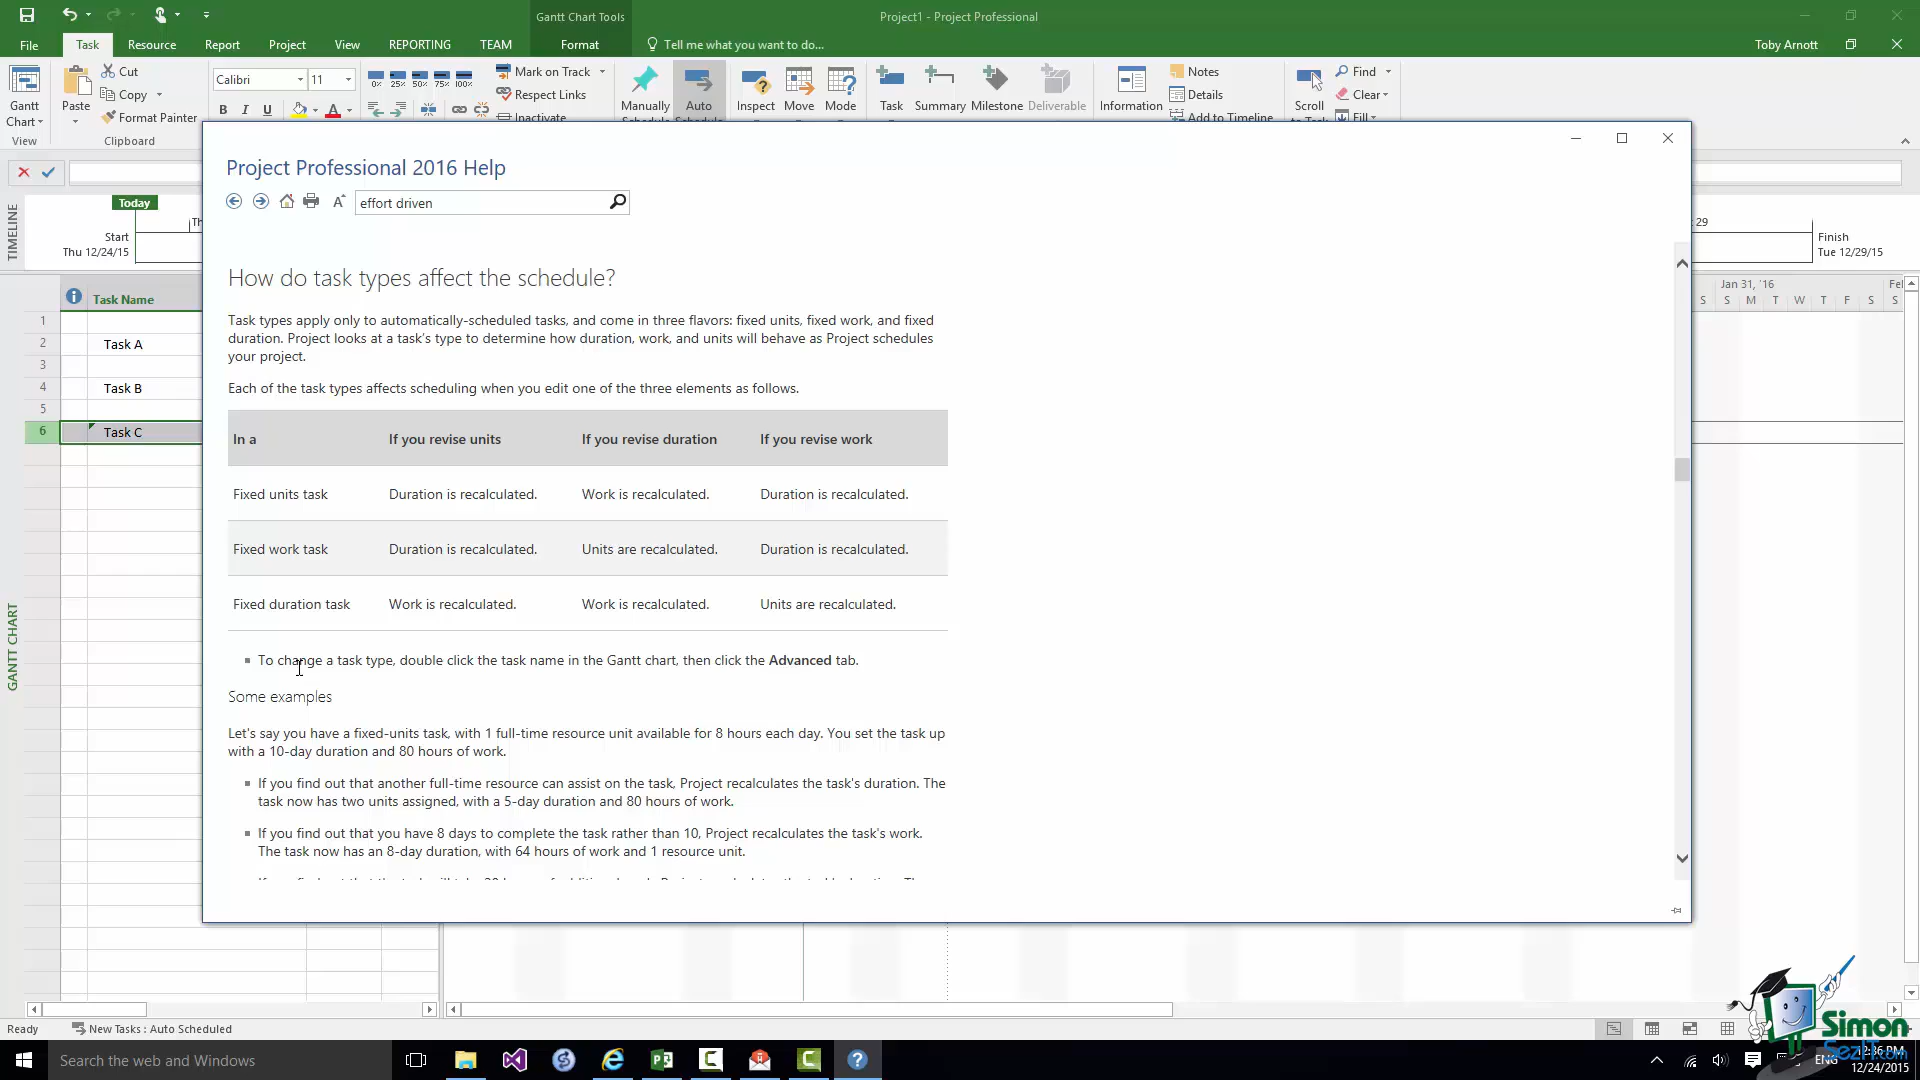 Gantt Chart Tools
Project1 - Project Professional
File
Task
Resource
Report
Project
View
REPORTING
TEAM
Format
Tell me what you want to do...
Toby Arnott
Gantt
Chart
View
Paste
Cut
Copy
Format Painter
Clipboard
Calibri
11
B I U
A
0% 25% 50% 75% 100%
Mark on Track
Respect Links
Inactivate
Manually
Auto
Inspect
Move
Mode
Task
Summary
Milestone
Deliverable
Information
Notes
Details
Add to Timeline
Scroll
Find
Clear
Fill
TIMELINE
Today
Start
Thu 12/24/15
29
Finish
Tue 12/29/15
Project Professional 2016 Help
effort driven
How do task types affect the schedule?
Task types apply only to automatically-scheduled tasks, and come in three flavors: fixed units, fixed work, and fixed
duration. Project looks at a task's type to determine how duration, work, and units will behave as Project schedules
your project.
Each of the task types affects scheduling when you edit one of the three elements as follows.
In a If you revise units If you revise duration If you revise work
Fixed units task Duration is recalculated. Work is recalculated. Duration is recalculated.
Fixed work task Duration is recalculated. Units are recalculated. Duration is recalculated.
Fixed duration task Work is recalculated. Work is recalculated. Units are recalculated.
To change a task type, double click the task name in the Gantt chart, then click the Advanced tab.
Some examples
Let's say you have a fixed-units task, with 1 full-time resource unit available for 8 hours each day. You set the task up
with a 10-day duration and 80 hours of work.
If you find out that another full-time resource can assist on the task, Project recalculates the task's duration. The
task now has two units assigned, with a 5-day duration and 80 hours of work.
If you find out that you have 8 days to complete the task rather than 10, Project recalculates the task's work.
The task now has an 8-day duration, with 64 hours of work and 1 resource unit.
Task Name
1
2 Task A
3
4 Task B
5
6 Task C
GANTT CHART
Jan 31, '16
S S M T W T F S S
Ready
New Tasks : Auto Scheduled
Search the web and Windows
ENG
12/24/2015
Simon
SezIT.com